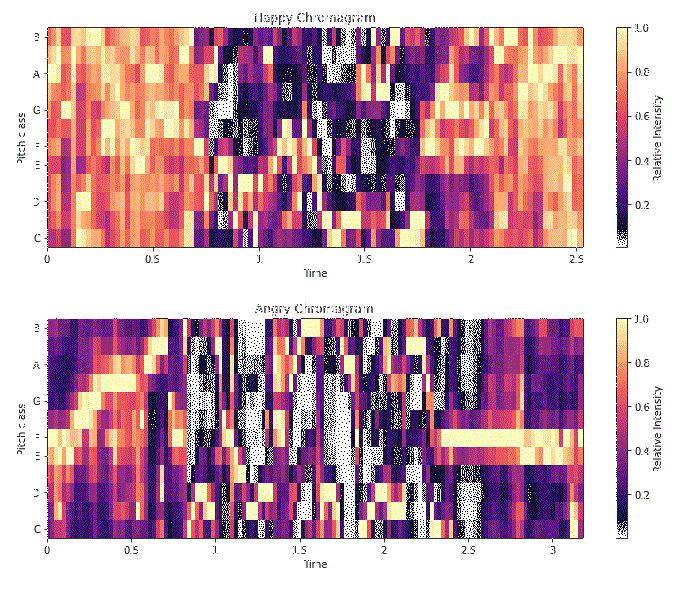 Happy Chromagram
B
A
G
F
E
D
C
Pitch class
0
0.5
1
1.5
2
2.5
Time
1.0
0.8
0.6
0.4
0.2
Relative Intensity
Angry Chromagram
B
A
G
F
E
D
C
Pitch class
0
0.5
1
1.5
2
2.5
3
Time
1.0
0.8
0.6
0.4
0.2
Relative Intensity